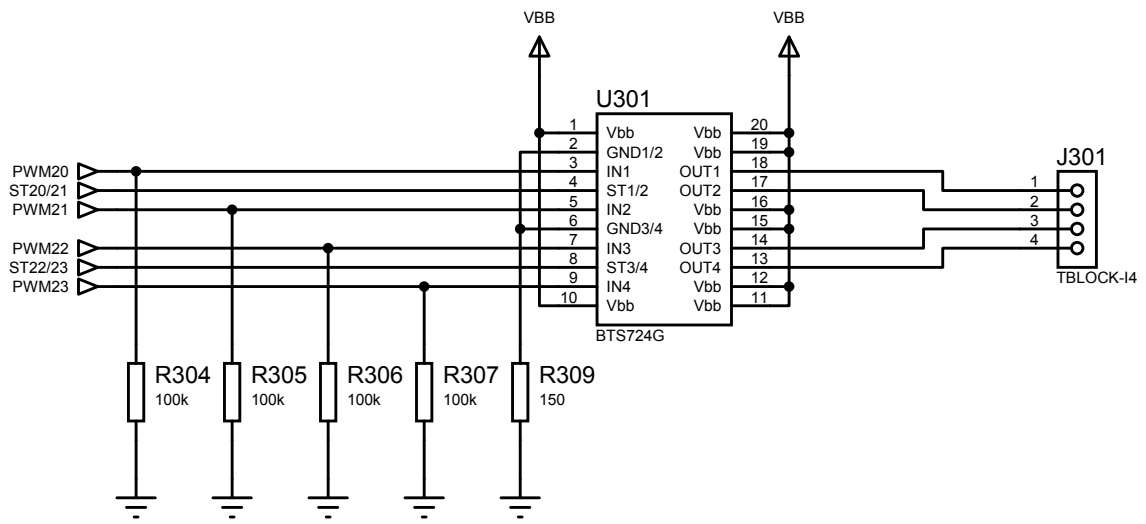 VBB VBB
U301
1 Vbb Vbb 20
2 GND1/2 Vbb 19
PWM20 3 IN1 OUT1 18
ST20/21 4 ST1/2 OUT2 17
PWM21 5 IN2 Vbb 16
6 GND3/4 Vbb 15
PWM22 7 IN3 OUT3 14
ST22/23 8 ST3/4 OUT4 13
PWM23 9 IN4 Vbb 12
10 Vbb Vbb 11
BTS724G
J301
1
2
3
4
TBLOCK-I4
R304 R305 R306 R307 R309
100k 100k 100k 100k 150